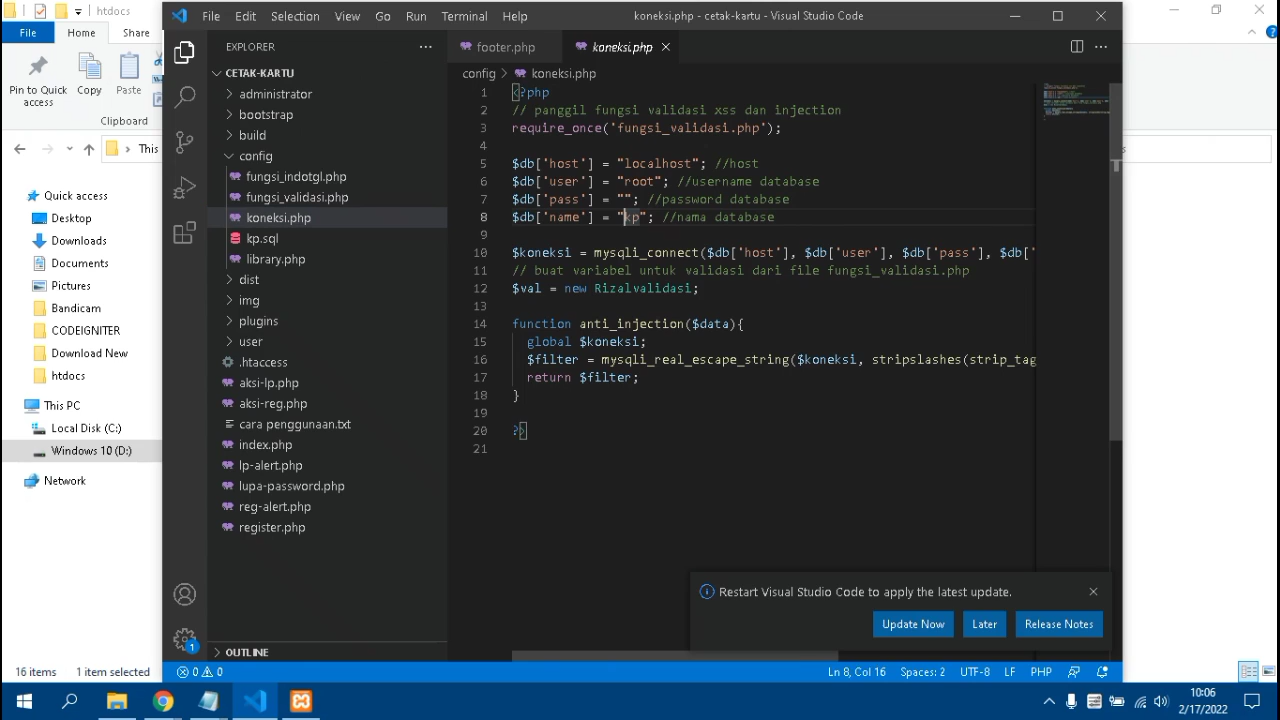 htdocs
File
Home
Share
Pin to Quick access
Copy
Paste
Clipboard
This
Quick access
Desktop
Downloads
Documents
Pictures
Bandicam
CODEIGNITER
Download New
htdocs
This PC
Local Disk (C:)
Windows 10 (D:)
Network
16 items
1 item selected
File Edit Selection View Go Run Terminal Help
koneksi.php - cetak-kartu - Visual Studio Code
EXPLORER
CETAK-KARTU
administrator
bootstrap
build
config
fungsi_indotgl.php
fungsi_validasi.php
koneksi.php
kp.sql
library.php
dist
img
plugins
user
.htaccess
aksi-lp.php
aksi-reg.php
cara penggunaan.txt
index.php
lp-alert.php
lupa-password.php
reg-alert.php
register.php
OUTLINE
footer.php
koneksi.php
config > koneksi.php
1 <?php
2 // panggil fungsi validasi xss dan injection
3 require_once('fungsi_validasi.php');
4
5 $db['host'] = "localhost"; //host
6 $db['user'] = "root"; //username database
7 $db['pass'] = ""; //password database
8 $db['name'] = "kp"; //nama database
9
10 $koneksi = mysqli_connect($db['host'], $db['user'], $db['pass'], $db['
11 // buat variabel untuk validasi dari file fungsi_validasi.php
12 $val = new Rizalvalidasi;
13
14 function anti_injection($data){
15 global $koneksi;
16 $filter = mysqli_real_escape_string($koneksi, stripslashes(strip_tag
17 return $filter;
18 }
19
20 ?>
21
Restart Visual Studio Code to apply the latest update.
Update Now
Later
Release Notes
1
0 0
Ln 8, Col 16
Spaces: 2
UTF-8
LF
PHP
10:06
2/17/2022